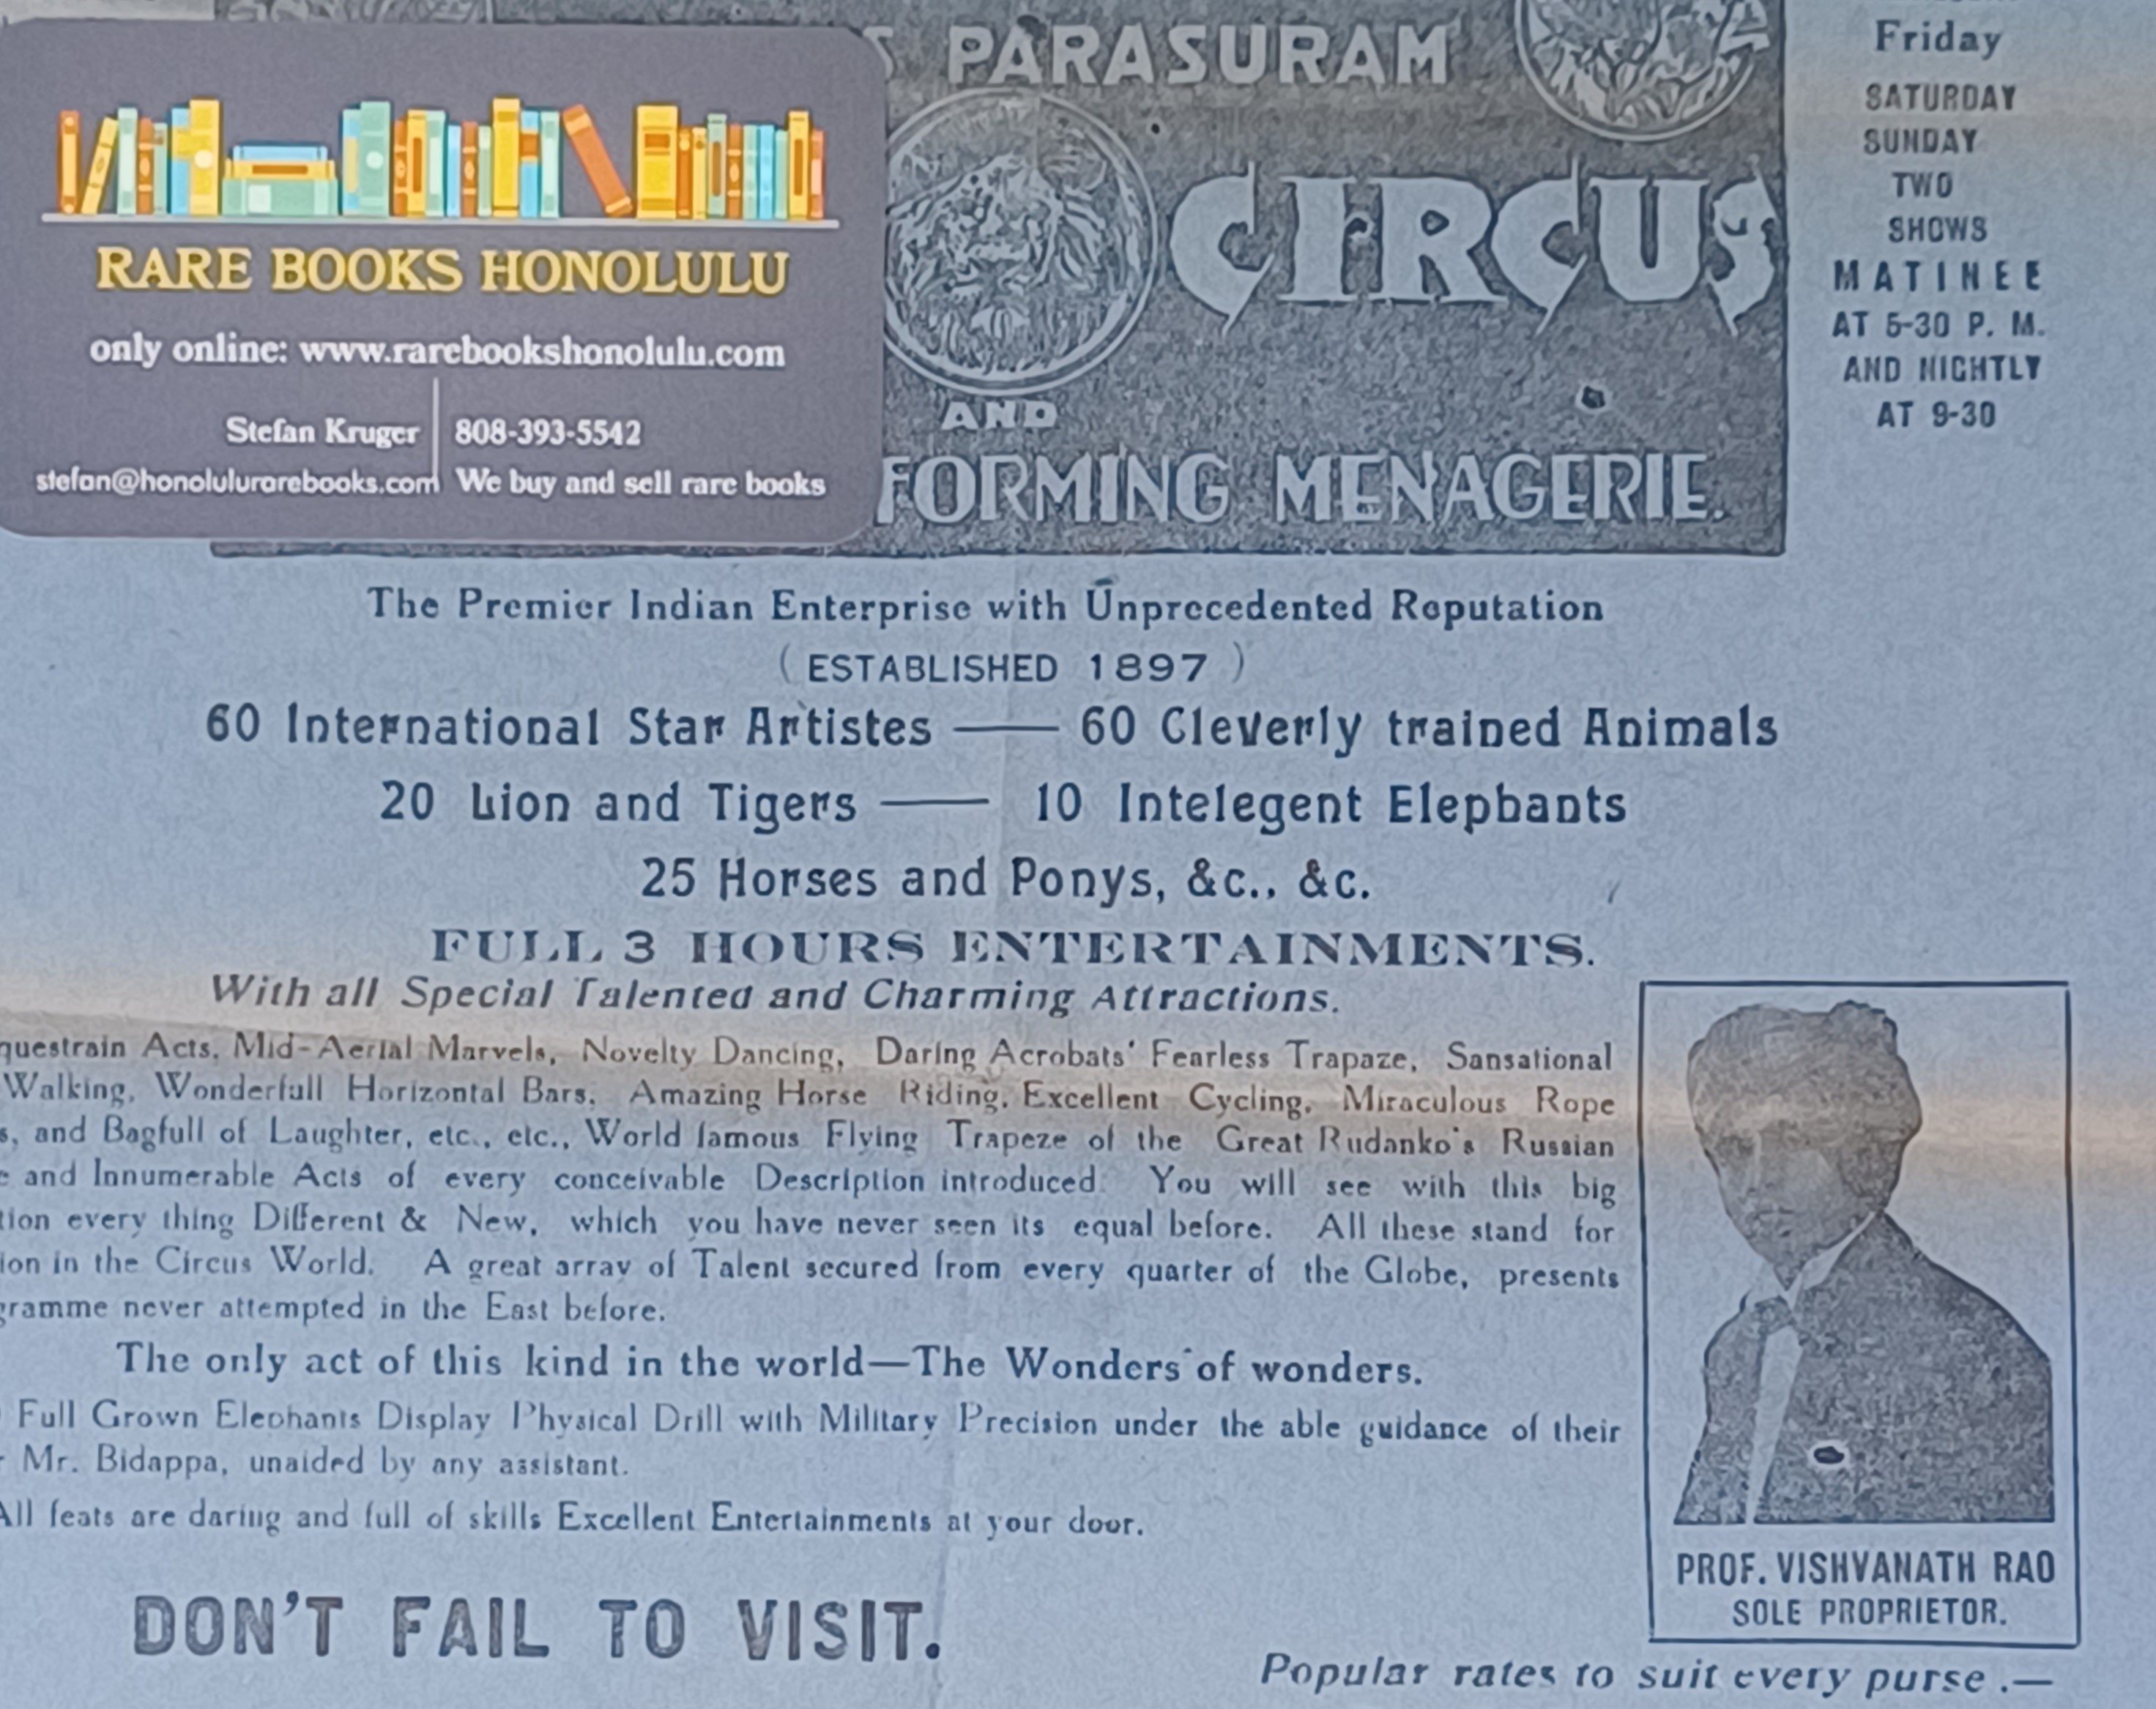 RARE BOOKS HONOLULU
only online: www.rarebookshonolulu.com
Stefan Kruger
808-393-5542
stefan@honolulurarebooks.com
We buy and sell rare books
S PARASURAM
CIRCUS
AND
FORMING MENAGERIE.
Friday
SATURDAY
SUNDAY
TWO
SHOWS
MATINEE
AT 5-30 P. M.
AND NIGHTLY
AT 9-30
The Premier Indian Enterprise with Unprecedented Reputation
( ESTABLISHED 1897 )
60 International Star Artistes —— 60 Cleverly trained Animals
20 Lion and Tigers —— 10 Intelegent Elephants
25 Horses and Ponys, &c., &c.
FULL 3 HOURS ENTERTAINMENTS.
With all Special Talented and Charming Attractions.
questrain Acts, Mid-Aerial Marvels, Novelty Dancing, Daring Acrobats' Fearless Trapaze, Sansational
Walking, Wonderfull Horizontal Bars, Amazing Horse Riding, Excellent Cycling, Miraculous Rope
s, and Bagfull of Laughter, etc., etc., World famous Flying Trapeze of the Great Rudanko's Russian
e and Innumerable Acts of every conceivable Description introduced. You will see with this big
tion every thing Different & New, which you have never seen its equal before. All these stand for
ion in the Circus World. A great array of Talent secured from every quarter of the Globe, presents
gramme never attempted in the East before.
The only act of this kind in the world—The Wonders of wonders.
Full Grown Elephants Display Physical Drill with Military Precision under the able guidance of their
r Mr. Bidappa, unaided by any assistant.
All feats are daring and full of skills Excellent Entertainments at your door.
PROF. VISHVANATH RAO
SOLE PROPRIETOR.
DON'T FAIL TO VISIT.
Popular rates to suit every purse.—